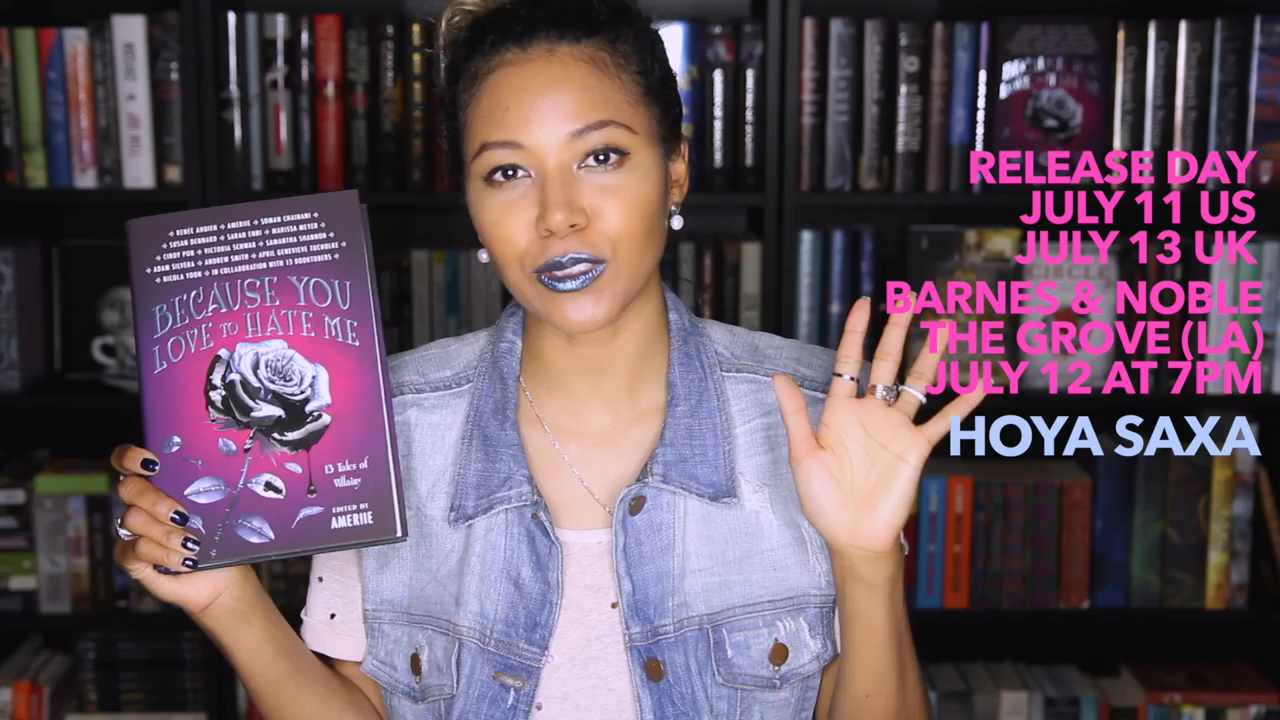 RENÉE AHDIEH ✦ AMERIIE ✦ SOMAN CHAINANI ✦
✦ SUSAN DENNARD ✦ SARAH ENNI ✦ MARISSA MEYER ✦
✦ CINDY PON ✦ VICTORIA SCHWAB ✦ SAMANTHA SHANNON ✦
✦ ADAM SILVERA ✦ ANDREW SMITH ✦ APRIL GENEVIEVE TUCHOLKE ✦
✦ NICOLA YOON ✦ IN COLLABORATION WITH 13 BOOKTUBERS ✦
BECAUSE YOU
LOVE TO HATE ME
13 Tales of
Villainy
EDITED BY
AMERIIE
RELEASE DAY
JULY 11 US
JULY 13 UK
BARNES & NOBLE
THE GROVE (LA)
JULY 12 AT 7PM
HOYA SAXA